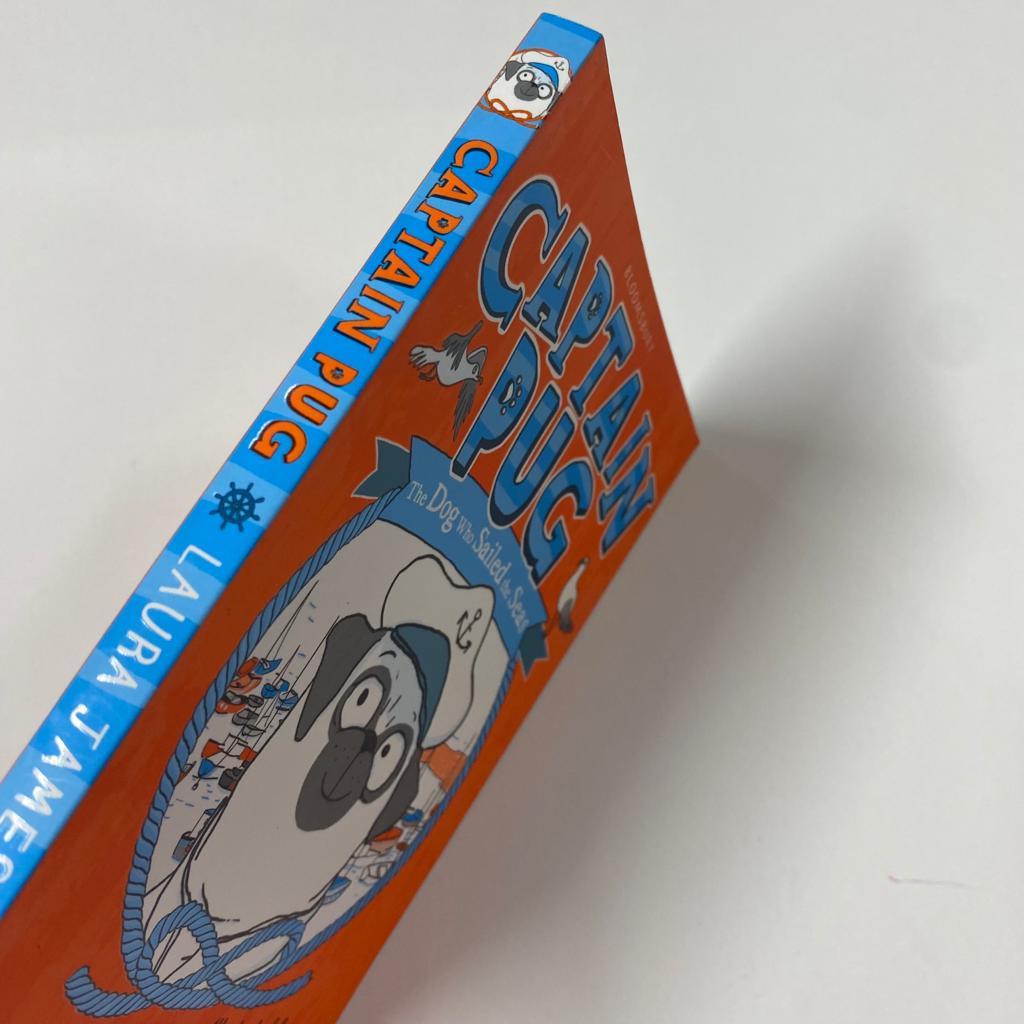 CAPTAIN PUG
LAURA JAMES
BLOOMSBURY
CAPTAIN
PUG
The Dog Who Sailed the Seas